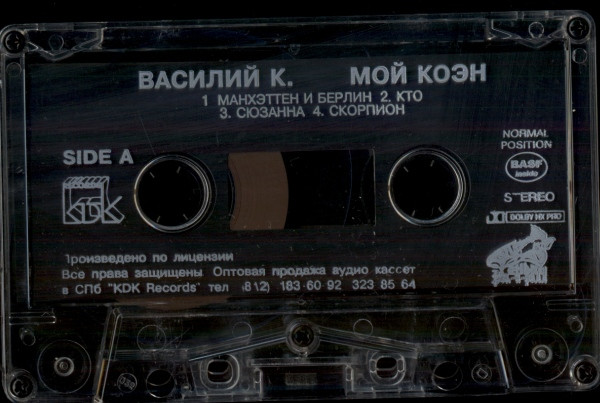 ВАСИЛИЙ К. МОЙ КОЭН
1 МАНХЭТТЕН И БЕРЛИН 2. КТО
3. СЮЗАННА 4. СКОРПИОН
NORMAL
POSITION
SIDE A
BASF
inside
KDK
STEREO
DOLBY HX PRO
Произведено по лицензии
Все права защищены Оптовая продажа аудио кассет
в СПб "KDK Records" тел (812) 183 60 92 323 85 64